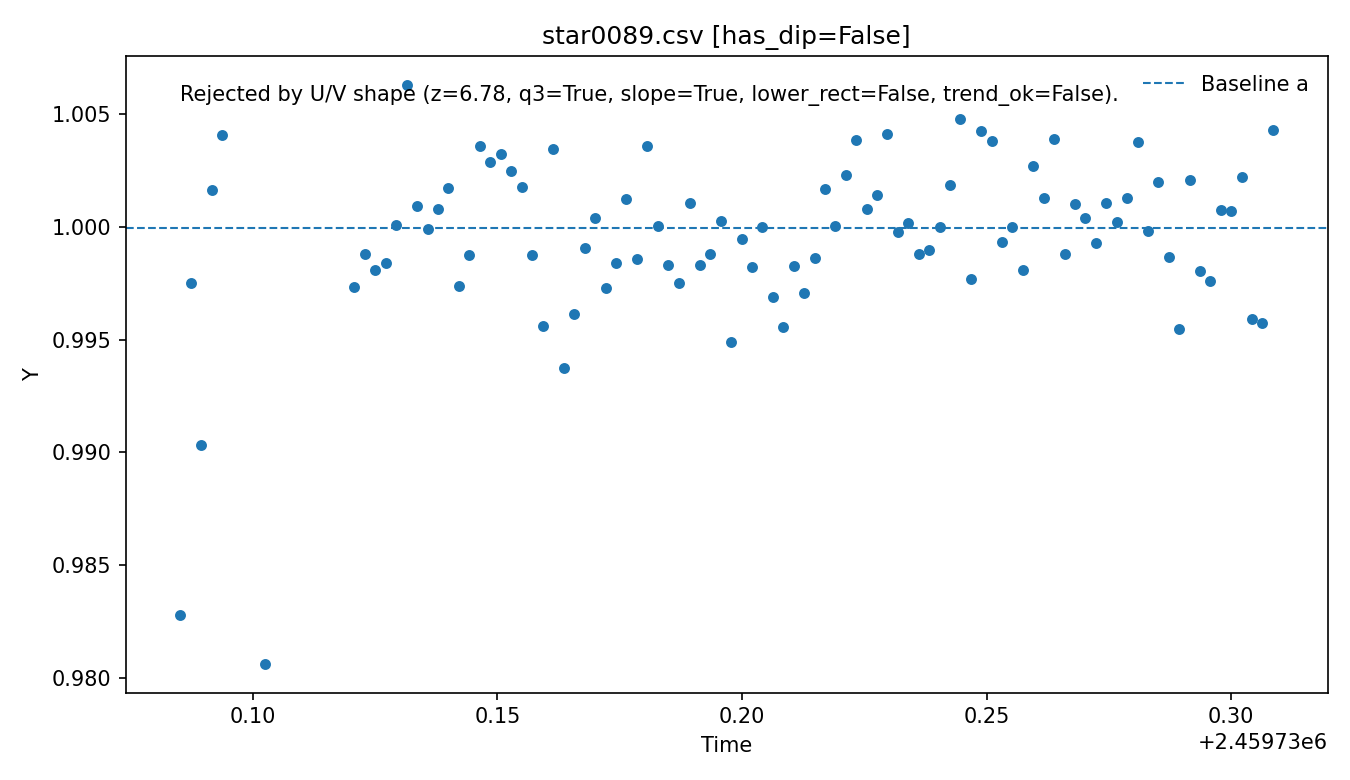 star0089.csv [has_dip=False]
Rejected by U/V shape (z=6.78, q3=True, slope=True, lower_rect=False, trend_ok=False).
Baseline a
1.005
1.000
0.995
0.990
0.985
0.980
Y
0.10 0.15 0.20 0.25 0.30
Time
+2.45973e6